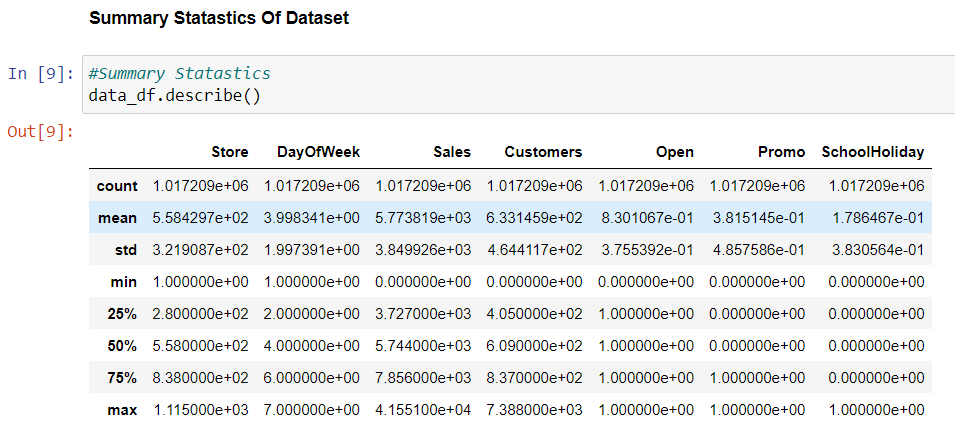 Summary Statastics Of Dataset
In [9]: #Summary Statastics
data_df.describe()
Out[9]:
Store DayOfWeek Sales Customers Open Promo SchoolHoliday
count 1.017209e+06 1.017209e+06 1.017209e+06 1.017209e+06 1.017209e+06 1.017209e+06 1.017209e+06
mean 5.584297e+02 3.998341e+00 5.773819e+03 6.331459e+02 8.301067e-01 3.815145e-01 1.786467e-01
std 3.219087e+02 1.997391e+00 3.849926e+03 4.644117e+02 3.755392e-01 4.857586e-01 3.830564e-01
min 1.000000e+00 1.000000e+00 0.000000e+00 0.000000e+00 0.000000e+00 0.000000e+00 0.000000e+00
25% 2.800000e+02 2.000000e+00 3.727000e+03 4.050000e+02 1.000000e+00 0.000000e+00 0.000000e+00
50% 5.580000e+02 4.000000e+00 5.744000e+03 6.090000e+02 1.000000e+00 0.000000e+00 0.000000e+00
75% 8.380000e+02 6.000000e+00 7.856000e+03 8.370000e+02 1.000000e+00 1.000000e+00 0.000000e+00
max 1.115000e+03 7.000000e+00 4.155100e+04 7.388000e+03 1.000000e+00 1.000000e+00 1.000000e+00